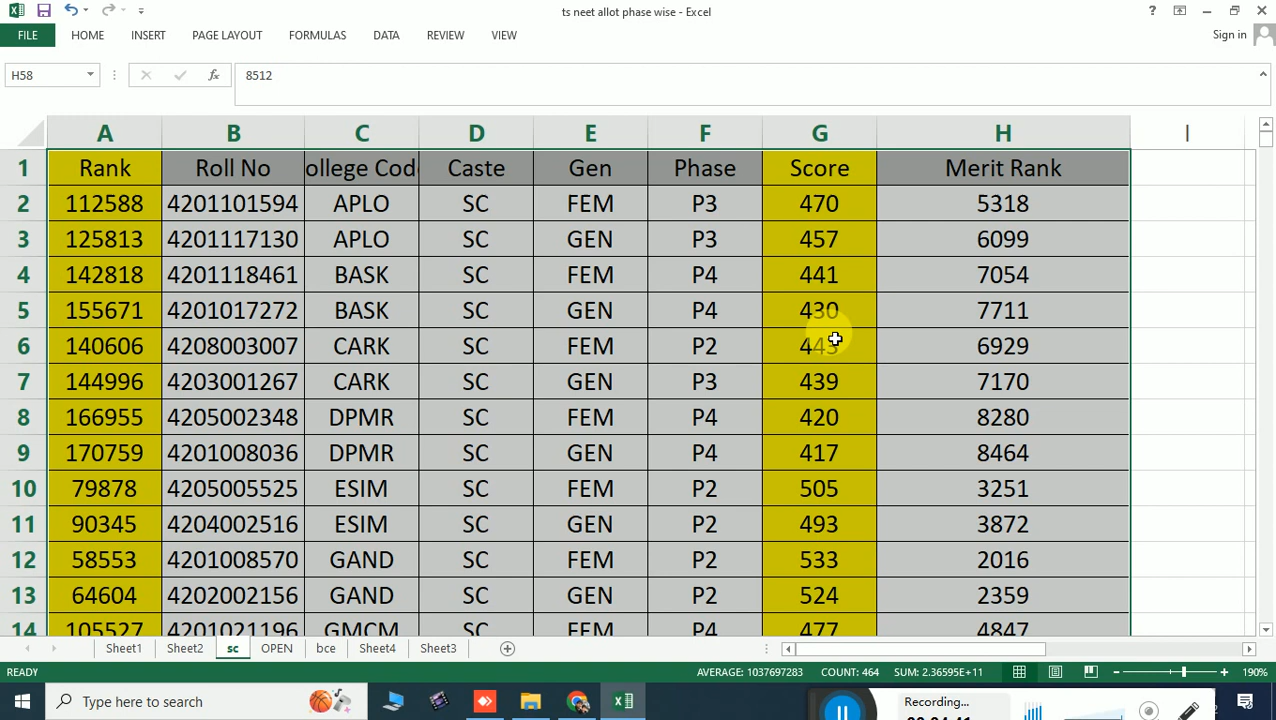 ts neet allot phase wise - Excel
FILE HOME INSERT PAGE LAYOUT FORMULAS DATA REVIEW VIEW Sign in
H58 fx 8512
A B C D E F G H I
1 Rank Roll No ollege Cod Caste Gen Phase Score Merit Rank
2 112588 4201101594 APLO SC FEM P3 470 5318
3 125813 4201117130 APLO SC GEN P3 457 6099
4 142818 4201118461 BASK SC FEM P4 441 7054
5 155671 4201017272 BASK SC GEN P4 430 7711
6 140606 4208003007 CARK SC FEM P2 443 6929
7 144996 4203001267 CARK SC GEN P3 439 7170
8 166955 4205002348 DPMR SC FEM P4 420 8280
9 170759 4201008036 DPMR SC GEN P4 417 8464
10 79878 4205005525 ESIM SC FEM P2 505 3251
11 90345 4204002516 ESIM SC GEN P2 493 3872
12 58553 4201008570 GAND SC FEM P2 533 2016
13 64604 4202002156 GAND SC GEN P2 524 2359
14 105527 4201021196 GMCM SC FEM P4 477 4847
Sheet1 Sheet2 sc OPEN bce Sheet4 Sheet3
READY AVERAGE: 1037697283 COUNT: 464 SUM: 2.36595E+11 190%
Type here to search Recording...
00:04:41